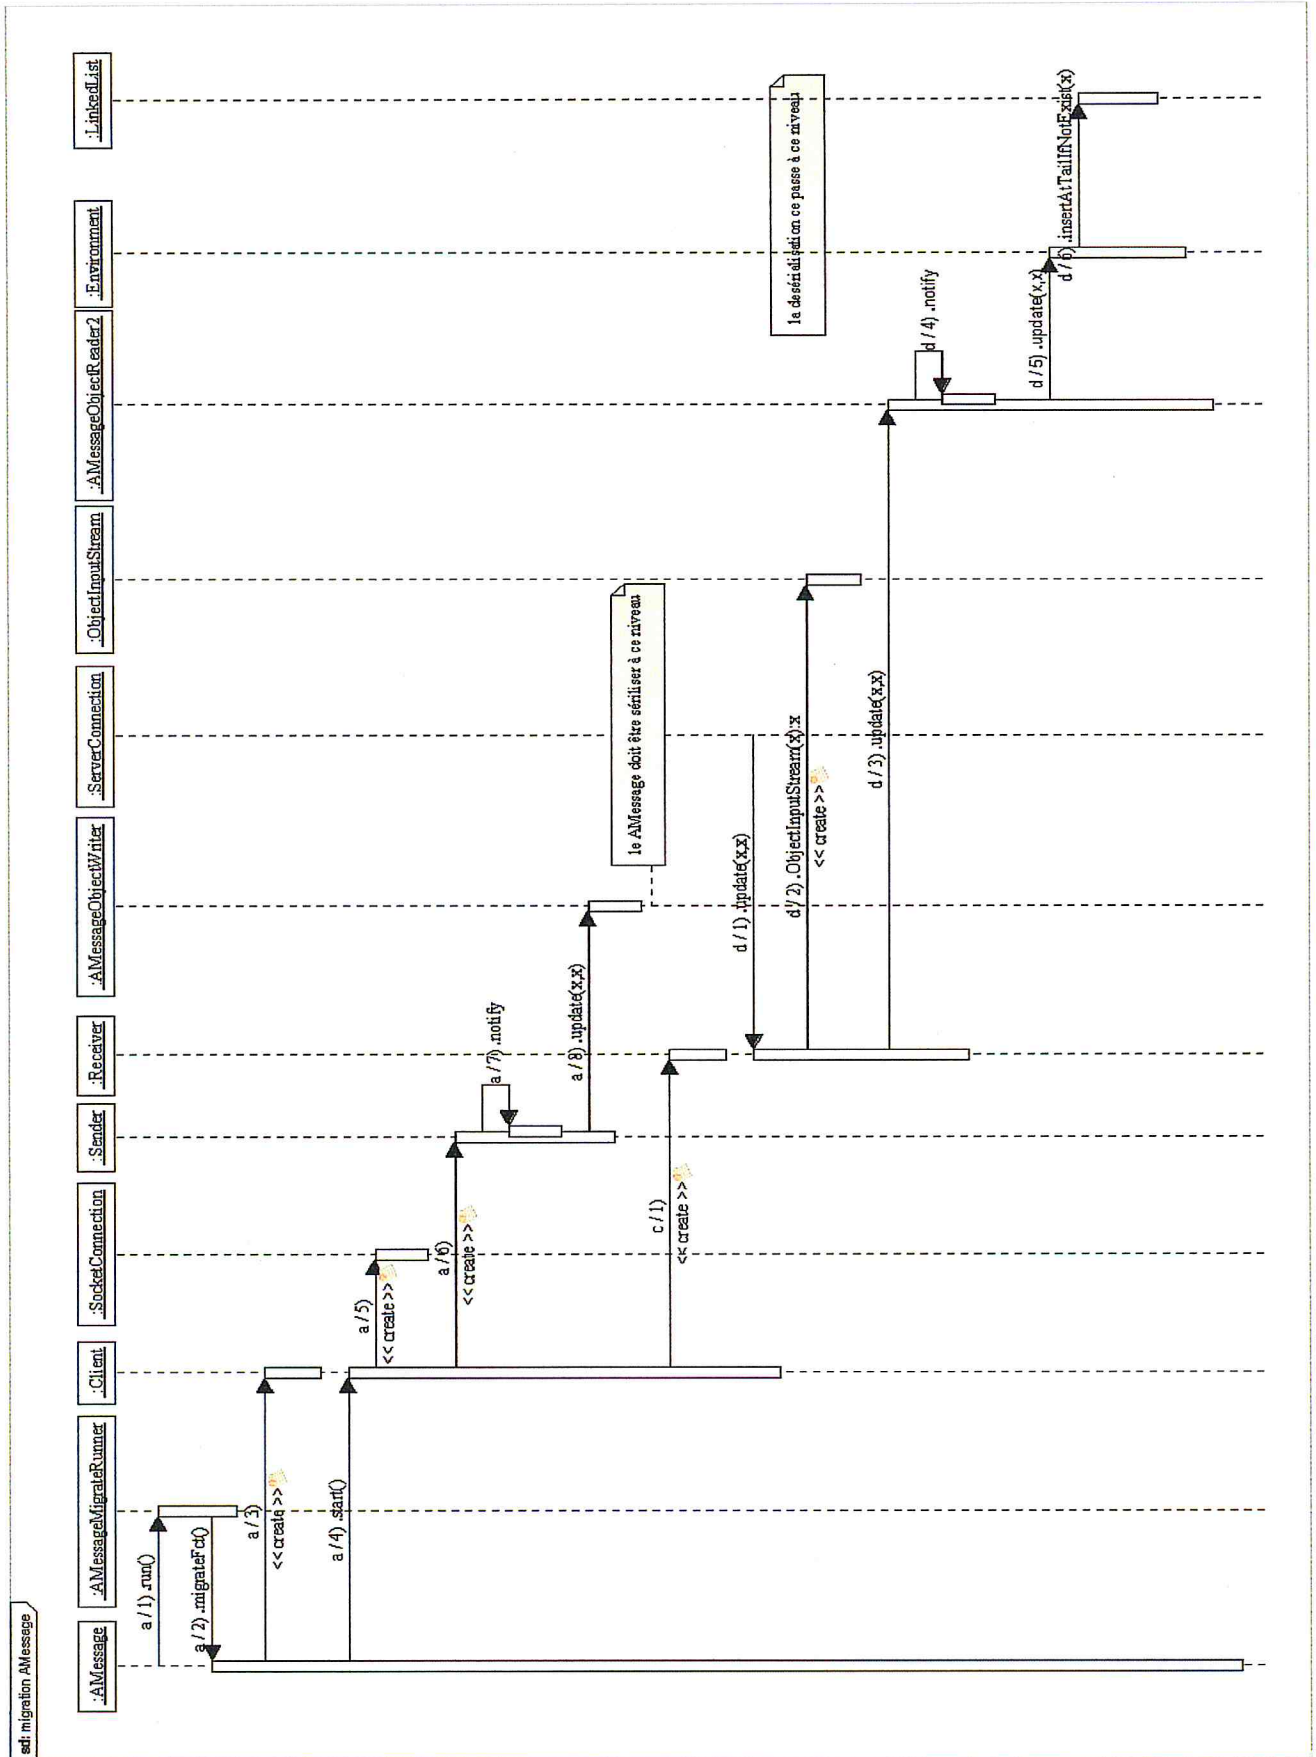 sd: migration AMessage
:AMessage
:AMessageMigrateRunner
:Client
:SocketConnection
:Sender
:Receiver
:AMessageObjectWriter
:ServerConnection
:ObjectInputStream
:AMessageObjectReader2
:Environment
:LinkedList
a / 1) .run()
a / 2) .migrateFct()
a / 3)
<< create >>
a / 4) .start()
a / 5)
<< create >>
a / 6)
<< create >>
a / 7) .notify
a / 8) .update(x,x)
le AMessage doit être sériliser à ce niveau
c / 1)
<< create >>
d / 1) .update(x,x)
d / 2) .ObjectInputStream(x):x
<< create >>
d / 3) .update(x,x)
la desérialisation ce passe à ce niveau
d / 4) .notify
d / 5) .update(x,x)
d / 6) .insertAtTailIfNotExist(x)